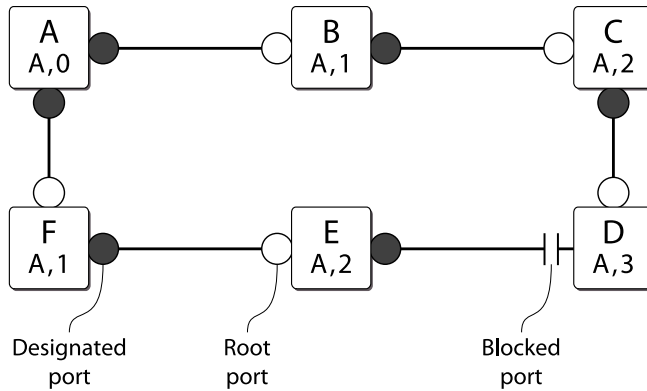 A
A,0
B
A,1
C
A,2
F
A,1
E
A,2
D
A,3
Designated
port
Root
port
Blocked
port